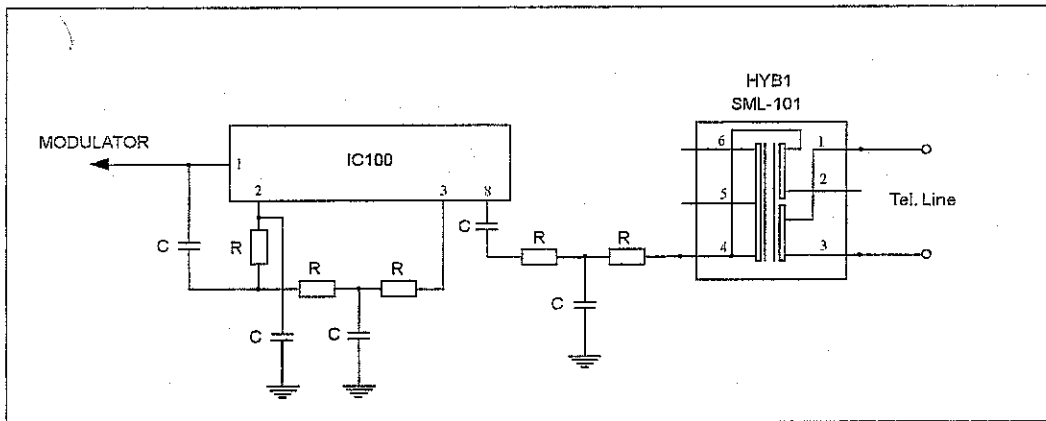 HYB1
SML-101
MODULATOR
IC100
1
2
3
8
6
5
4
1
2
3
Tel. Line
C
R
R
R
C
C
C
R
R
C